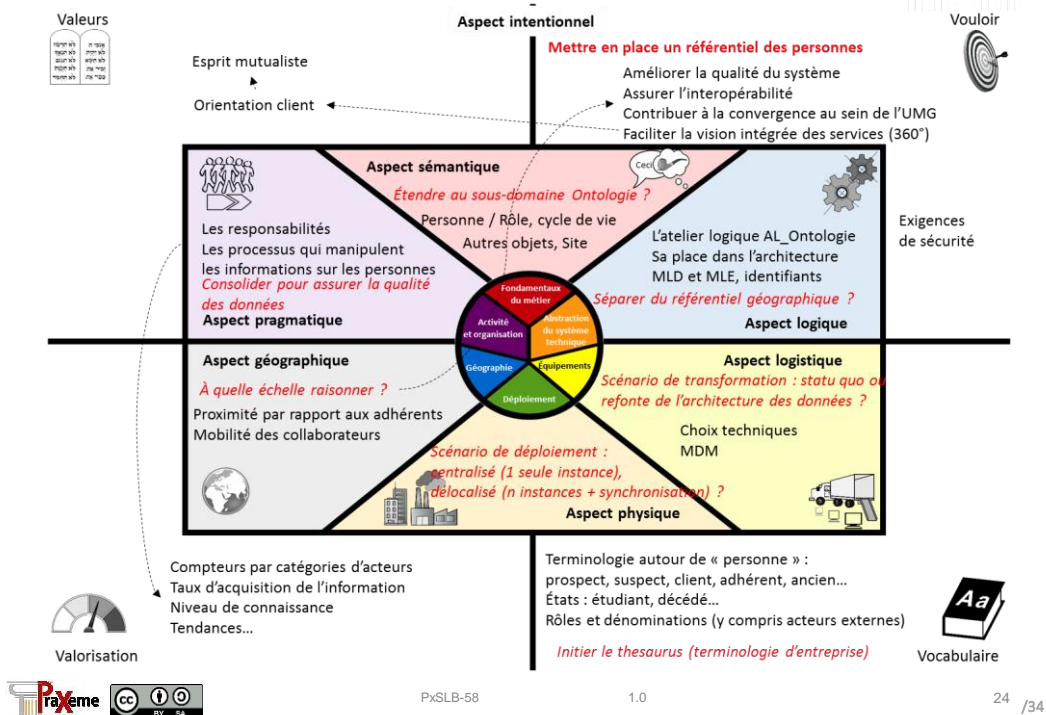 Valeurs
Aspect intentionnel
Vouloir
Mettre en place un référentiel des personnes
Esprit mutualiste
Orientation client
Améliorer la qualité du système
Assurer l'interopérabilité
Contribuer à la convergence au sein de l'UMG
Faciliter la vision intégrée des services (360°)
Aspect sémantique
Ceci
Étendre au sous-domaine Ontologie ?
Personne / Rôle, cycle de vie
Autres objets, Site
Les responsabilités
Les processus qui manipulent
les informations sur les personnes
Consolider pour assurer la qualité
des données
Aspect pragmatique
L'atelier logique AL_Ontologie
Sa place dans l'architecture
MLD et MLE, identifiants
Séparer du référentiel géographique ?
Aspect logique
Exigences
de sécurité
Fondamentaux
du métier
Activité
et organisation
Abstraction
du système
technique
Géographie
Équipements
Déploiement
Aspect géographique
À quelle échelle raisonner ?
Proximité par rapport aux adhérents
Mobilité des collaborateurs
Aspect logistique
Scénario de transformation : statu quo ou
refonte de l'architecture des données ?
Choix techniques
MDM
Scénario de déploiement :
centralisé (1 seule instance),
délocalisé (n instances + synchronisation) ?
Aspect physique
Compteurs par catégories d'acteurs
Taux d'acquisition de l'information
Niveau de connaissance
Tendances…
Valorisation
Terminologie autour de « personne » :
prospect, suspect, client, adhérent, ancien…
États : étudiant, décédé…
Rôles et dénominations (y compris acteurs externes)
Initier le thesaurus (terminologie d'entreprise)
Aa
Vocabulaire
Praxeme
cc
BY SA
PxSLB-58
1.0
24
/34